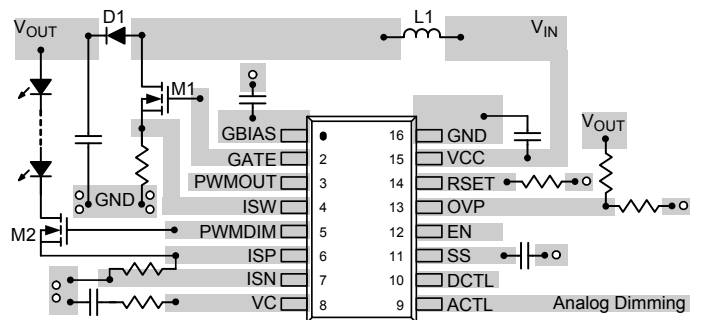 VOUT
D1
L1
VIN
M1
GBIAS
16
GND
VOUT
GATE
2
15
VCC
PWMOUT
3
14
RSET
GND
ISW
4
13
OVP
M2
PWMDIM
5
12
EN
ISP
6
11
SS
ISN
7
10
DCTL
VC
8
9
ACTL
Analog Dimming